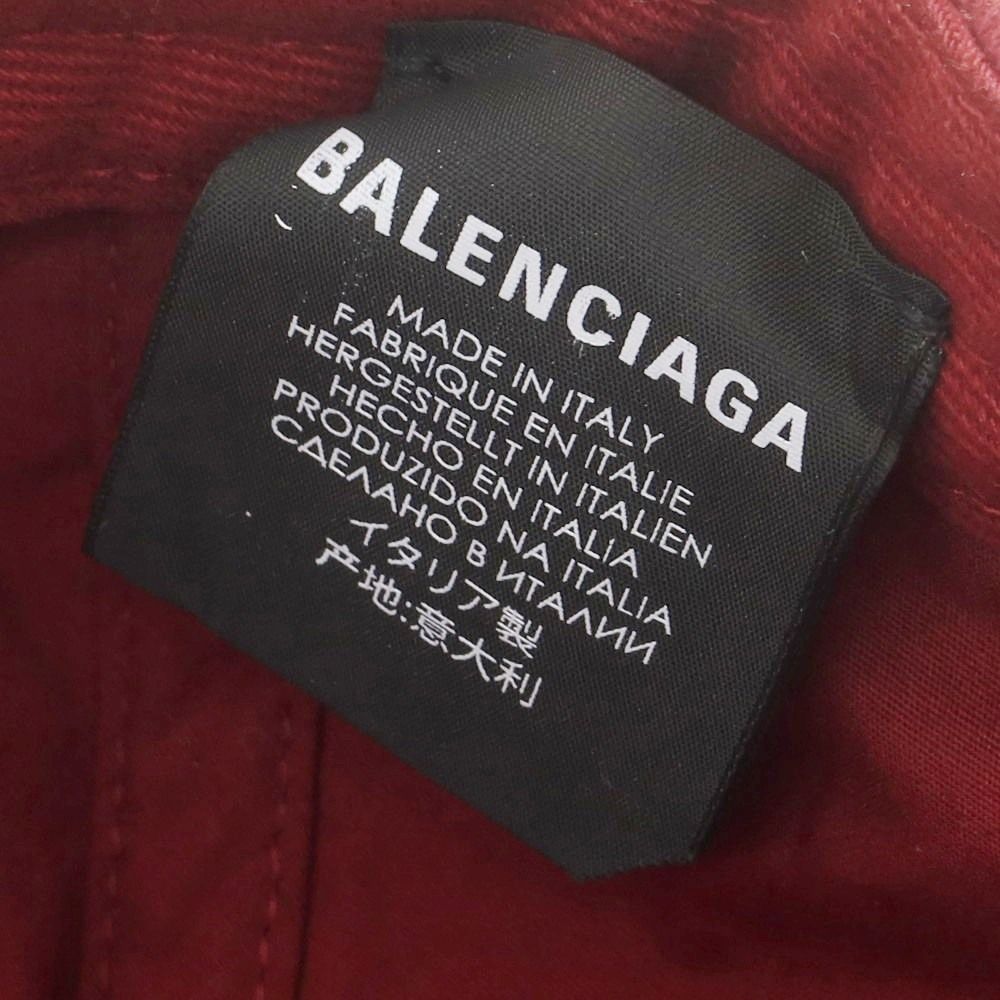 BALENCIAGA
MADE IN ITALY
FABRIQUE EN ITALIE
HERGESTELLT IN ITALIEN
HECHO EN ITALIA
PRODUZIDO NA ITALIA
СДЕЛАНО В ИТАЛИИ
イタリア製
产地:意大利